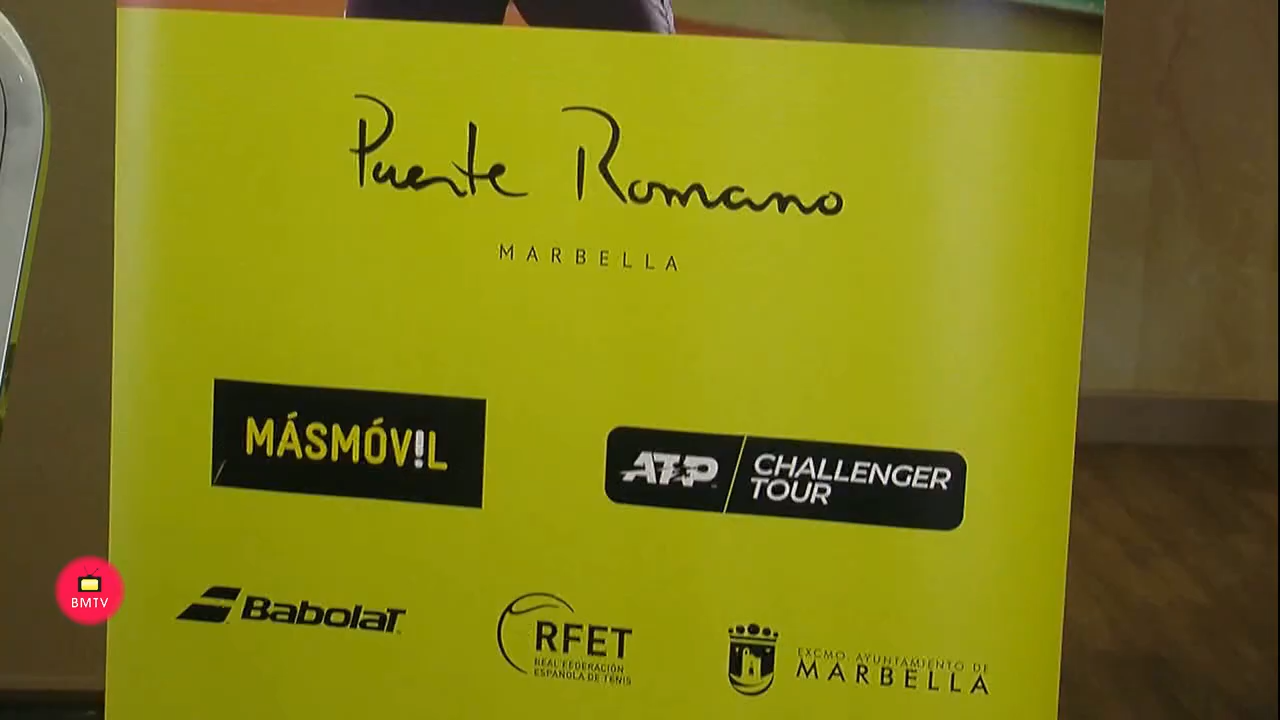 Puente Romano
MARBELLA
MÁSMÓV!L
ATP CHALLENGER
TOUR
BMTV
BABOLAT
RFET
REAL FEDERACIÓN
ESPAÑOLA DE TENIS
EXCMO. AYUNTAMIENTO DE
MARBELLA